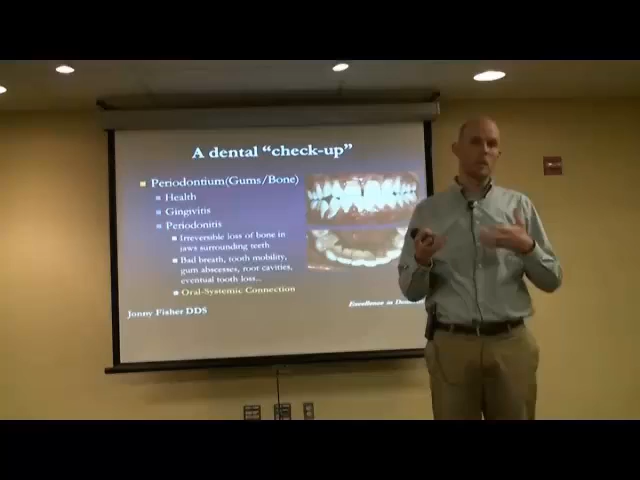 A dental “check-up”
Periodontium(Gums/Bone)
Health
Gingivitis
Periodonitis
Irreversible loss of bone in
jaws surrounding teeth
Bad breath, tooth mobility,
gum abscesses, root cavities,
eventual tooth loss...
Oral-Systemic Connection
Jonny Fisher DDS
Excellence in